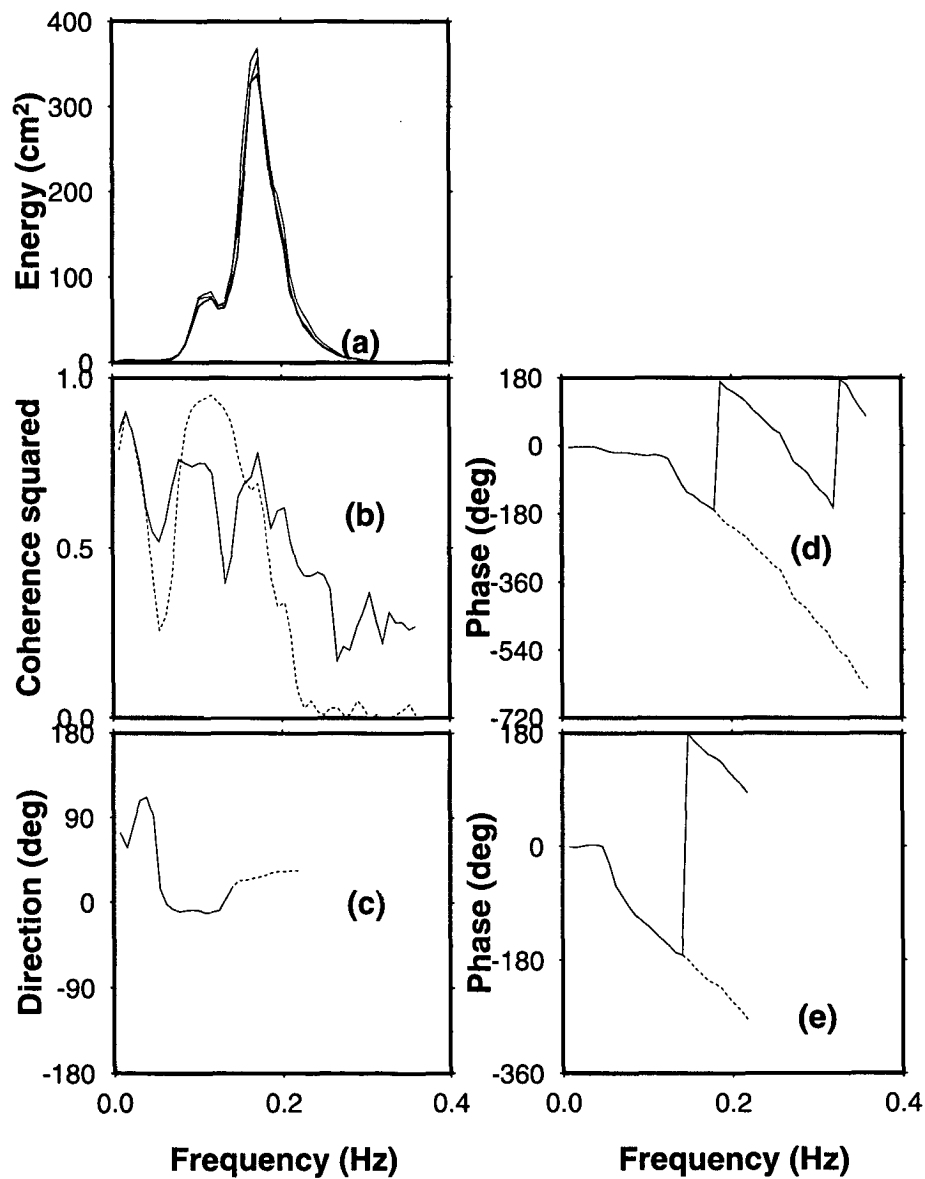 400
300
200
100
0
Energy (cm²)
(a)
1.0
0.5
0.0
Coherence squared
(b)
180
90
0
-90
-180
Direction (deg)
(c)
0.0
0.2
0.4
Frequency (Hz)
180
0
-180
-360
-540
-720
Phase (deg)
(d)
180
0
-180
-360
Phase (deg)
(e)
0.0
0.2
0.4
Frequency (Hz)